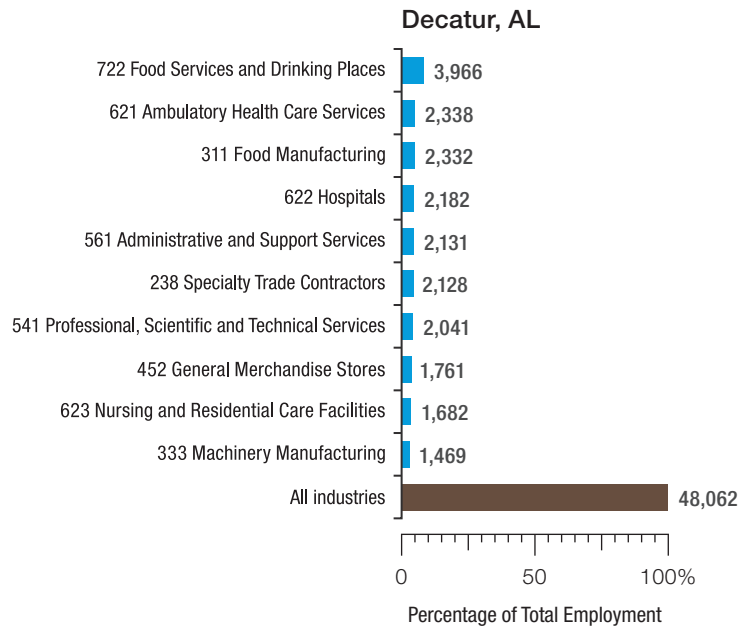 Decatur, AL
722 Food Services and Drinking Places 3,966
621 Ambulatory Health Care Services 2,338
311 Food Manufacturing 2,332
622 Hospitals 2,182
561 Administrative and Support Services 2,131
238 Specialty Trade Contractors 2,128
541 Professional, Scientific and Technical Services 2,041
452 General Merchandise Stores 1,761
623 Nursing and Residential Care Facilities 1,682
333 Machinery Manufacturing 1,469
All industries 48,062
0 50 100%
Percentage of Total Employment